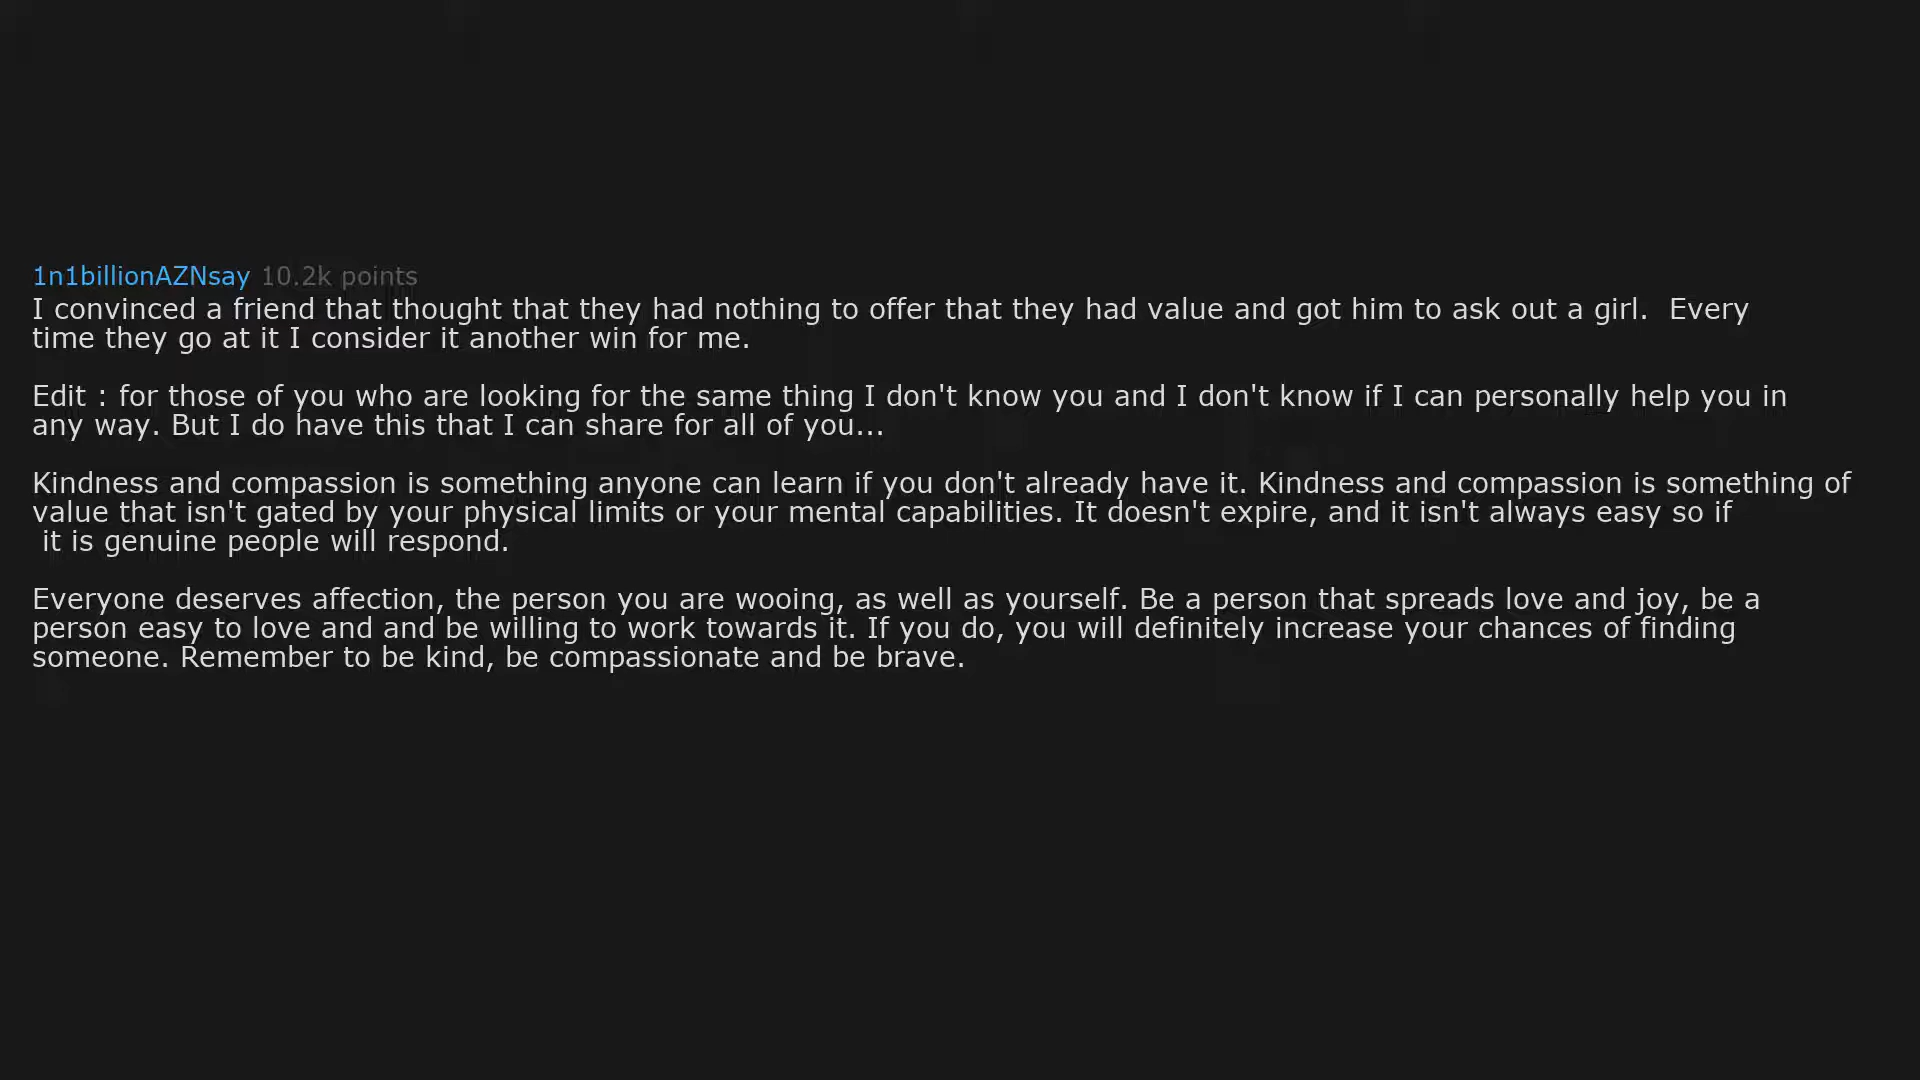 1n1billionAZNsay 10.2k points
I convinced a friend that thought that they had nothing to offer that they had value and got him to ask out a girl.  Every
time they go at it I consider it another win for me.
Edit : for those of you who are looking for the same thing I don't know you and I don't know if I can personally help you in
any way. But I do have this that I can share for all of you...
Kindness and compassion is something anyone can learn if you don't already have it. Kindness and compassion is something of
value that isn't gated by your physical limits or your mental capabilities. It doesn't expire, and it isn't always easy so if
it is genuine people will respond.
Everyone deserves affection, the person you are wooing, as well as yourself. Be a person that spreads love and joy, be a
person easy to love and and be willing to work towards it. If you do, you will definitely increase your chances of finding
someone. Remember to be kind, be compassionate and be brave.